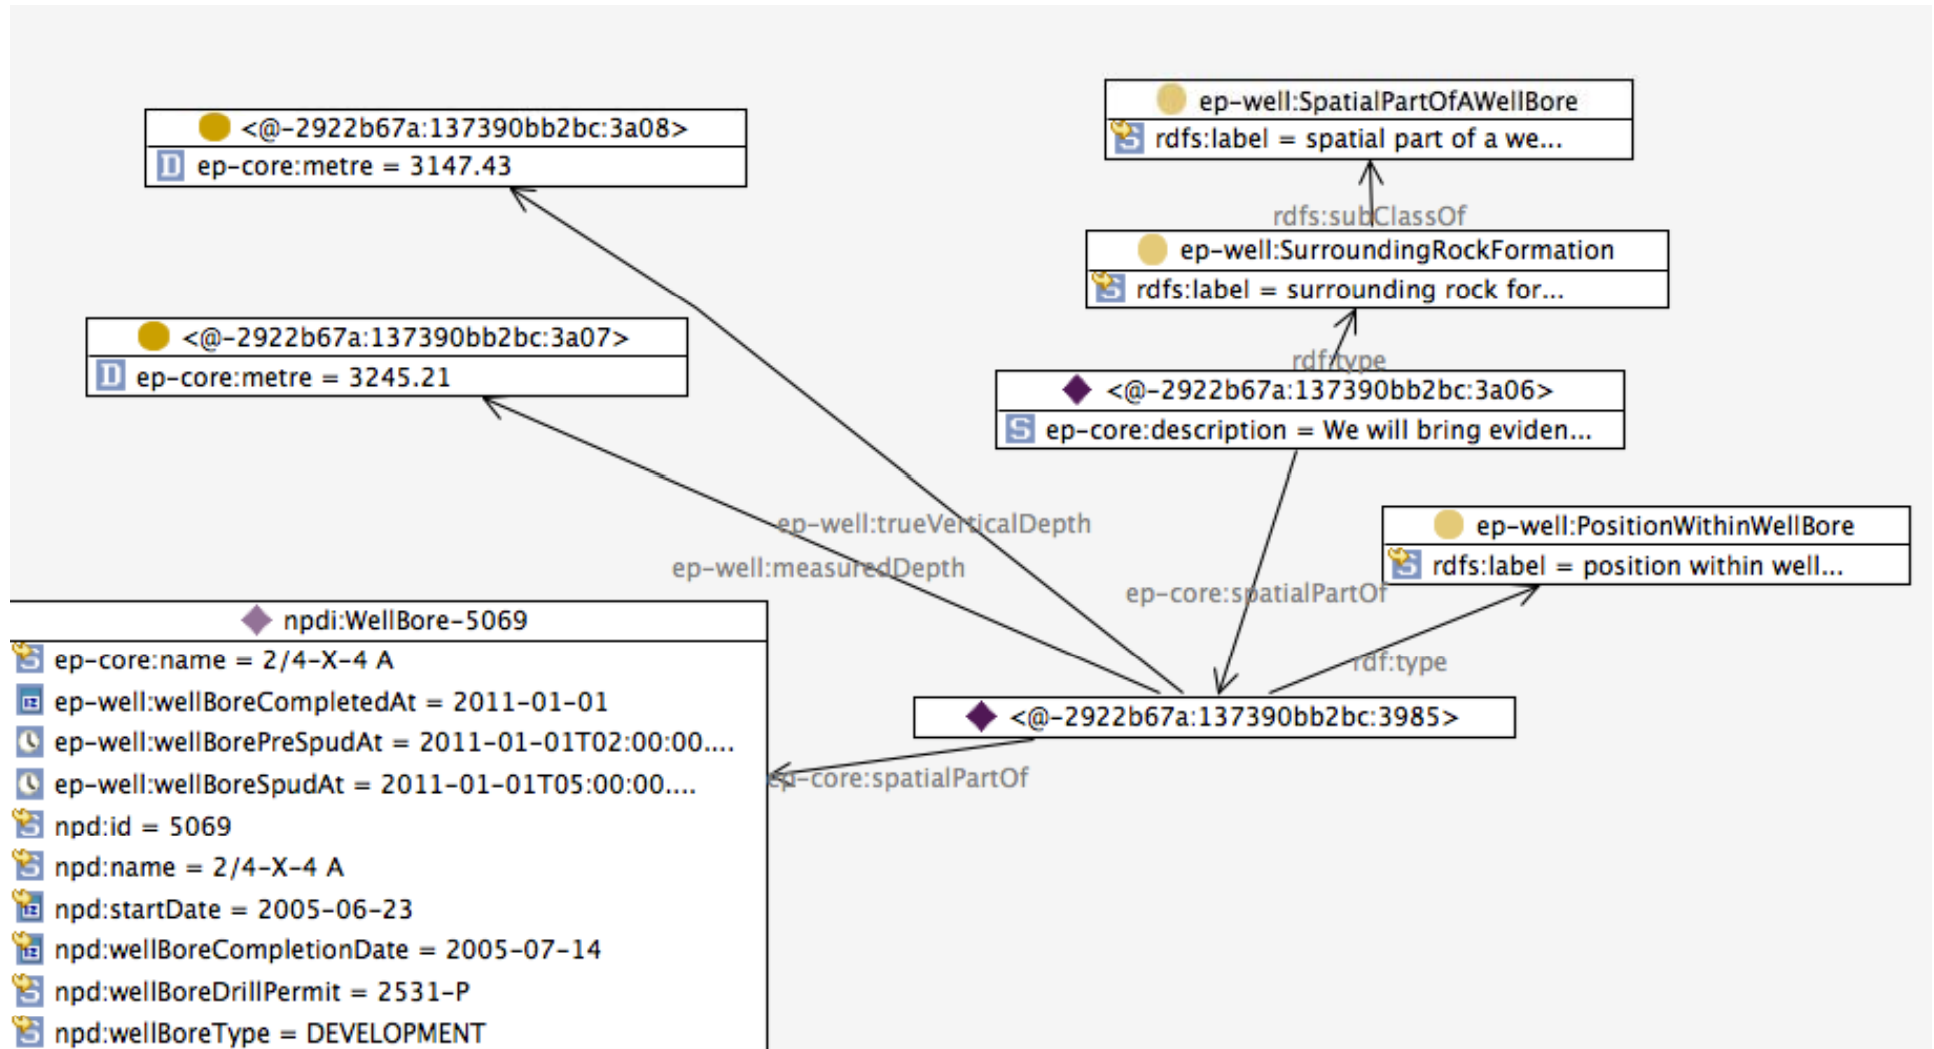 ep-well:SpatialPartOfAWellBore
rdfs:label = spatial part of a we...
<@-2922b67a:137390bb2bc:3a08>
D ep-core:metre = 3147.43
rdfs:subClassOf
ep-well:SurroundingRockFormation
rdfs:label = surrounding rock for...
<@-2922b67a:137390bb2bc:3a07>
D ep-core:metre = 3245.21
rdf:type
<@-2922b67a:137390bb2bc:3a06>
S ep-core:description = We will bring eviden...
ep-well:trueVerticalDepth
ep-well:PositionWithinWellBore
rdfs:label = position within well...
ep-well:measuredDepth
ep-core:spatialPartOf
rdf:type
<@-2922b67a:137390bb2bc:3985>
ep-core:spatialPartOf
npdi:WellBore-5069
S ep-core:name = 2/4-X-4 A
12 ep-well:wellBoreCompletedAt = 2011-01-01
ep-well:wellBorePreSpudAt = 2011-01-01T02:00:00....
ep-well:wellBoreSpudAt = 2011-01-01T05:00:00....
S npd:id = 5069
S npd:name = 2/4-X-4 A
12 npd:startDate = 2005-06-23
12 npd:wellBoreCompletionDate = 2005-07-14
S npd:wellBoreDrillPermit = 2531-P
S npd:wellBoreType = DEVELOPMENT